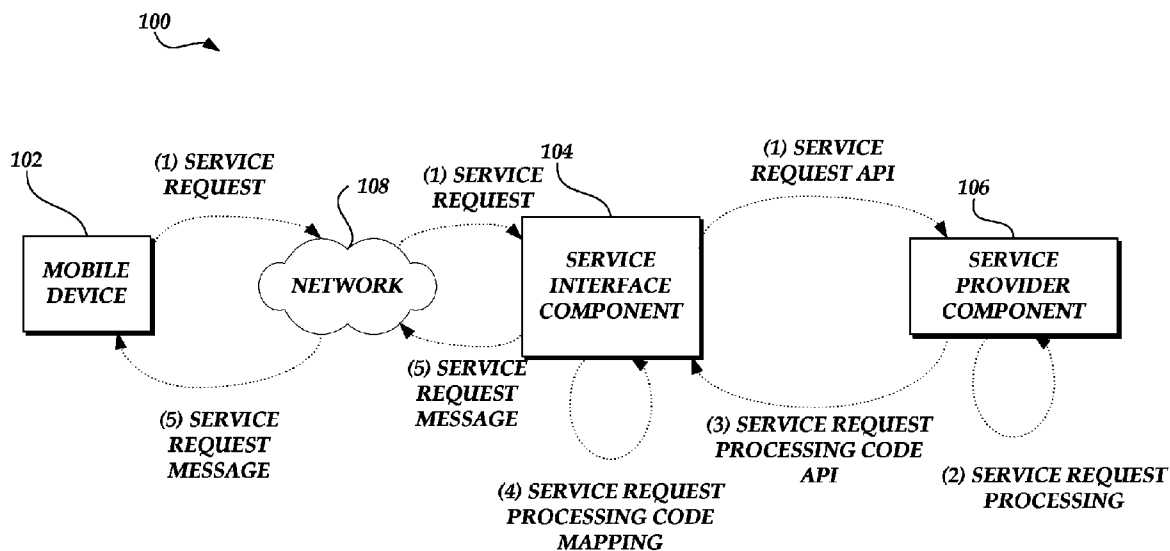 100
102
(1) SERVICE
REQUEST
108
(1) SERVICE
REQUEST
104
(1) SERVICE
REQUEST API
106
MOBILE
DEVICE
NETWORK
SERVICE
INTERFACE
COMPONENT
SERVICE
PROVIDER
COMPONENT
(5) SERVICE
REQUEST
MESSAGE
(5) SERVICE
REQUEST
MESSAGE
(4) SERVICE REQUEST
PROCESSING CODE
MAPPING
(3) SERVICE REQUEST
PROCESSING CODE
API
(2) SERVICE REQUEST
PROCESSING